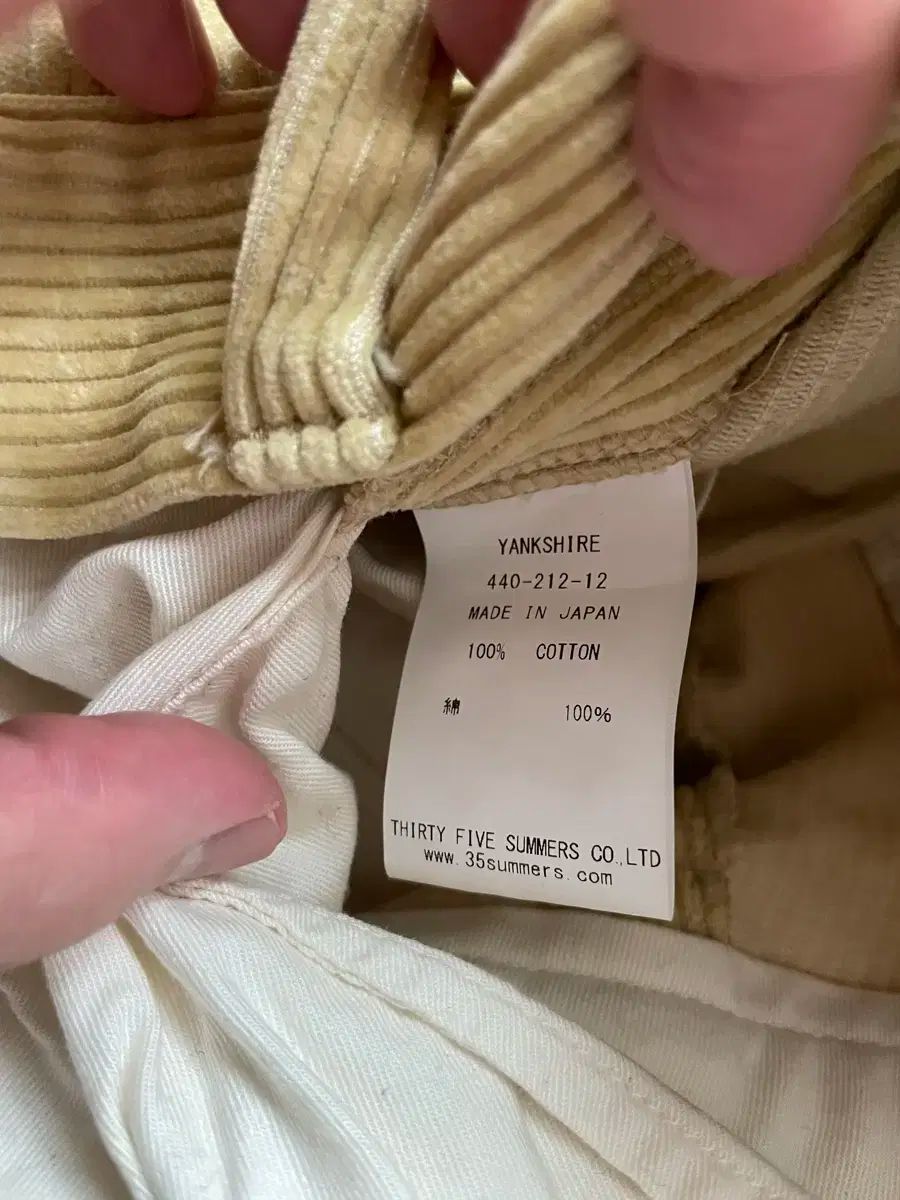 YANKSHIRE
440-212-12
MADE IN JAPAN
100% COTTON
綿 100%
THIRTY FIVE SUMMERS CO.,LTD
www.35summers.com